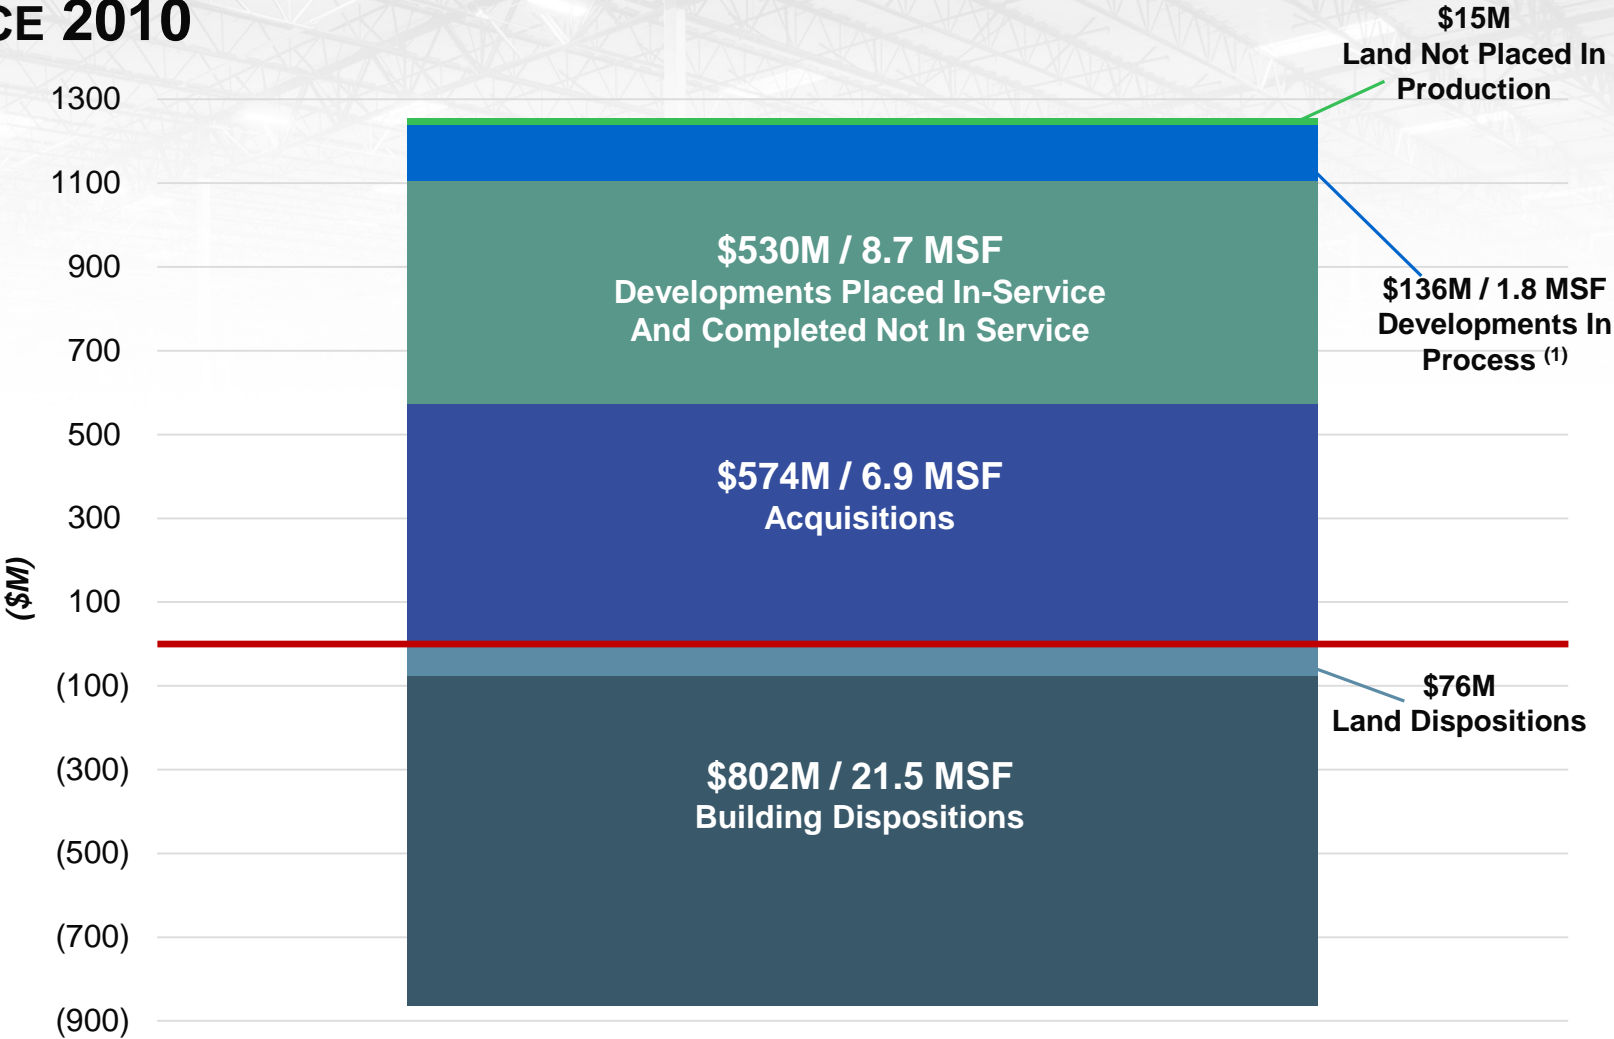 CE 2010
$15M
Land Not Placed In
Production
1300
1100
900
700
500
300
100
(100)
(300)
(500)
(700)
(900)
($M)
$530M / 8.7 MSF
Developments Placed In-Service
And Completed Not In Service
$136M / 1.8 MSF
Developments In
Process (1)
$574M / 6.9 MSF
Acquisitions
$76M
Land Dispositions
$802M / 21.5 MSF
Building Dispositions